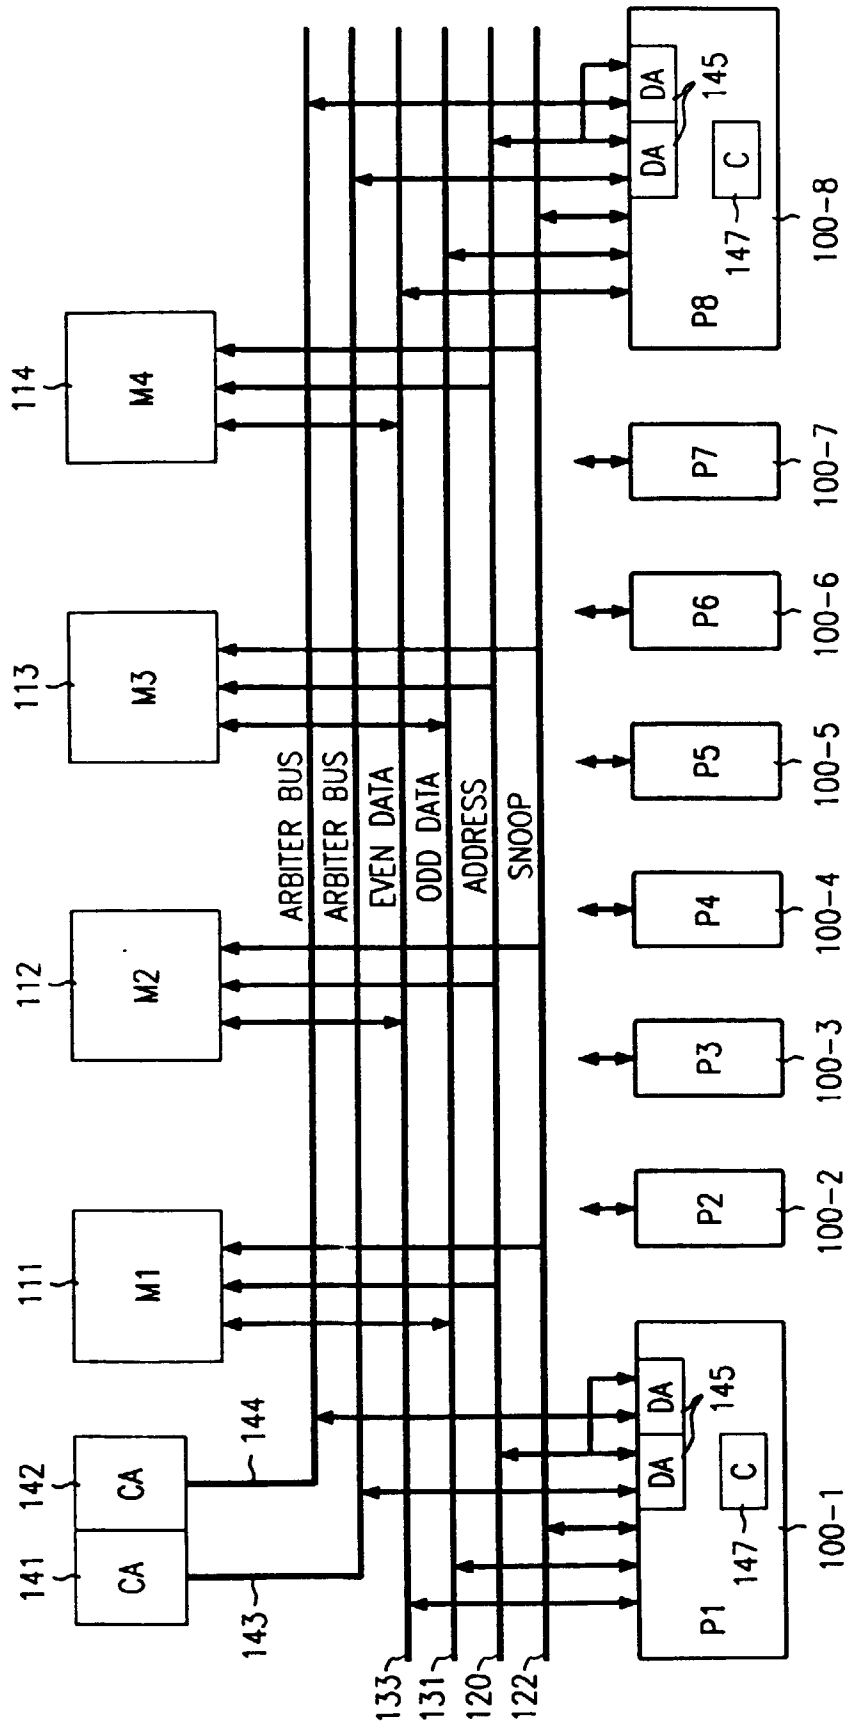 141 142 111 112 113 114
CA CA M1 M2 M3 M4
143 144
ARBITER BUS
ARBITER BUS
133 EVEN DATA
131 ODD DATA
120 ADDRESS
122 SNOOP
DA DA DA DA
145 145
P1 147 C P2 P3 P4 P5 P6 P7 P8 147 C
100-1 100-2 100-3 100-4 100-5 100-6 100-7 100-8